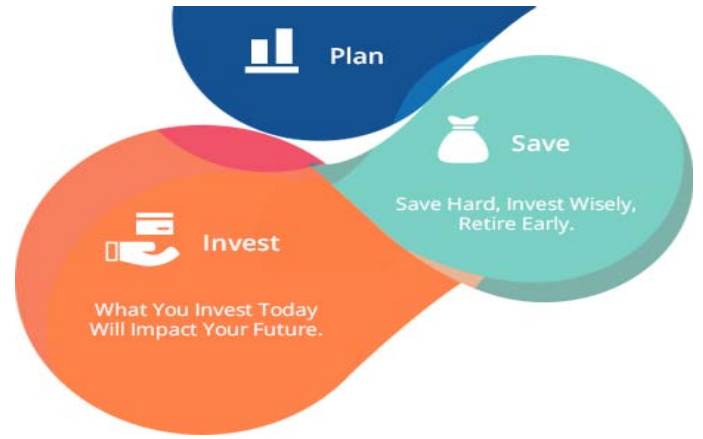 Plan
Save
Save Hard, Invest Wisely,
Retire Early.
Invest
What You Invest Today
Will Impact Your Future.